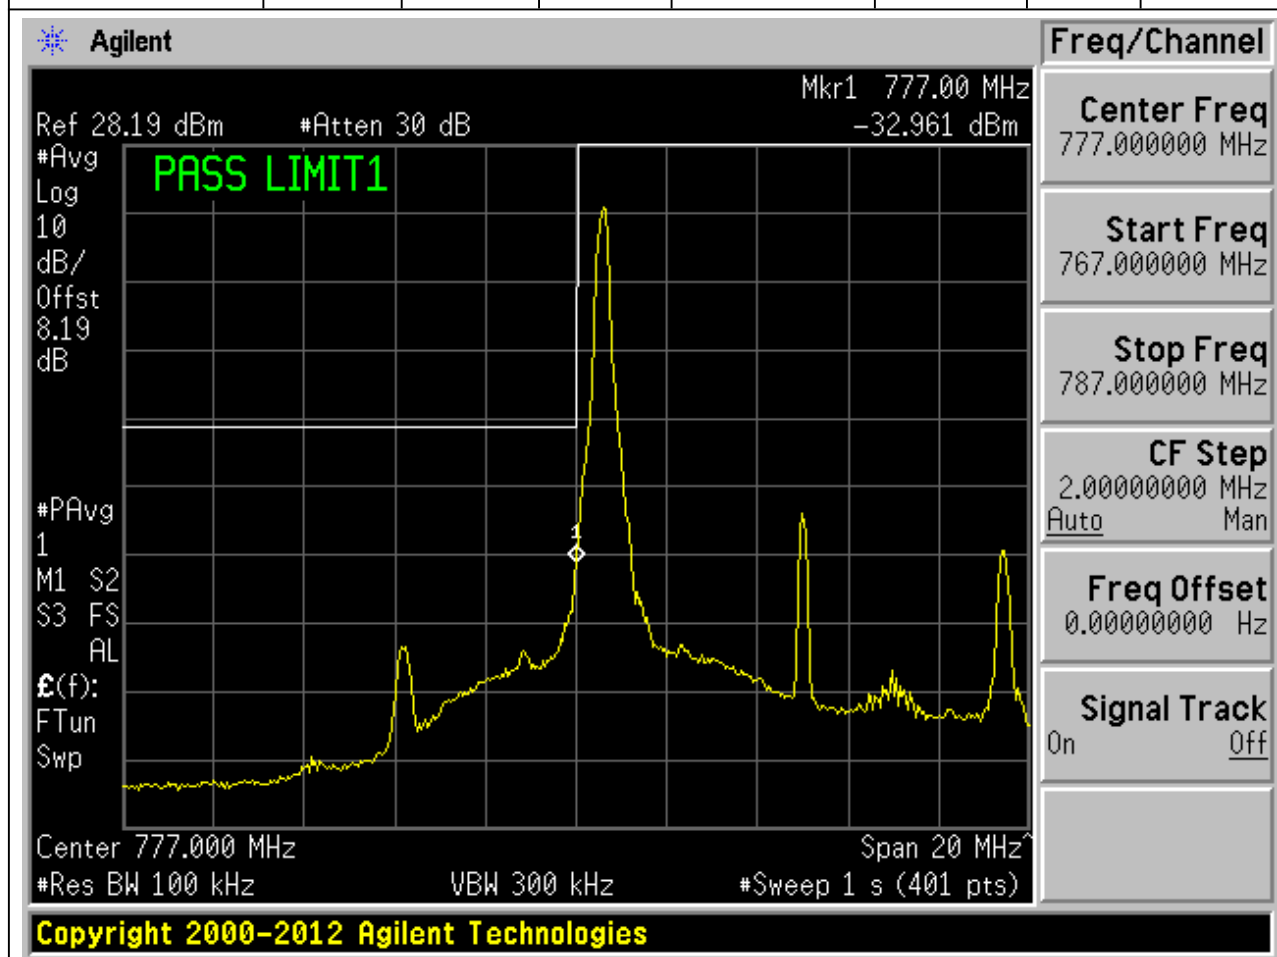 Agilent
Freq/Channel
Mkr1 777.00 MHz
Ref 28.19 dBm #Atten 30 dB -32.961 dBm
#Avg
Log
10
dB/
Offst
8.19
dB
PASS LIMIT1
1
#PAvg
1
M1 S2
S3 FS
AL
£(f):
FTun
Swp
Center 777.000 MHz Span 20 MHz^
#Res BW 100 kHz VBW 300 kHz #Sweep 1 s (401 pts)
Copyright 2000-2012 Agilent Technologies
Center Freq
777.000000 MHz
Start Freq
767.000000 MHz
Stop Freq
787.000000 MHz
CF Step
2.00000000 MHz
Auto Man
Freq Offset
0.00000000 Hz
Signal Track
On Off